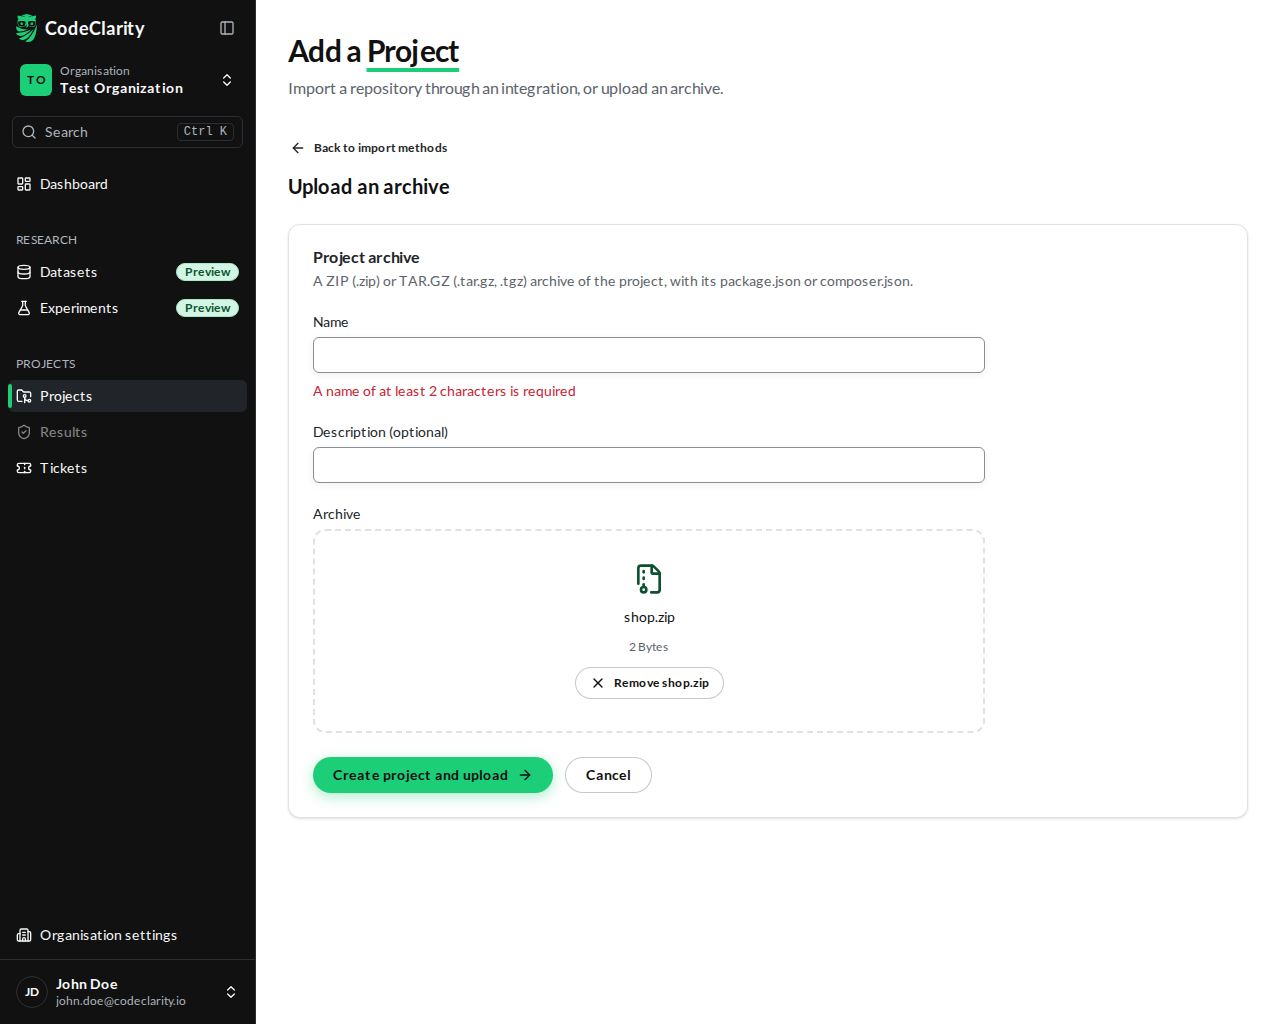 CodeClarity
TO
Organisation
Test Organization
Search
Ctrl K
Dashboard
RESEARCH
Datasets
Preview
Experiments
Preview
PROJECTS
Projects
Results
Tickets
Organisation settings
JD
John Doe
john.doe@codeclarity.io
Add a Project
Import a repository through an integration, or upload an archive.
Back to import methods
Upload an archive
Project archive
A ZIP (.zip) or TAR.GZ (.tar.gz, .tgz) archive of the project, with its package.json or composer.json.
Name
A name of at least 2 characters is required
Description (optional)
Archive
shop.zip
2 Bytes
Remove shop.zip
Create project and upload
Cancel